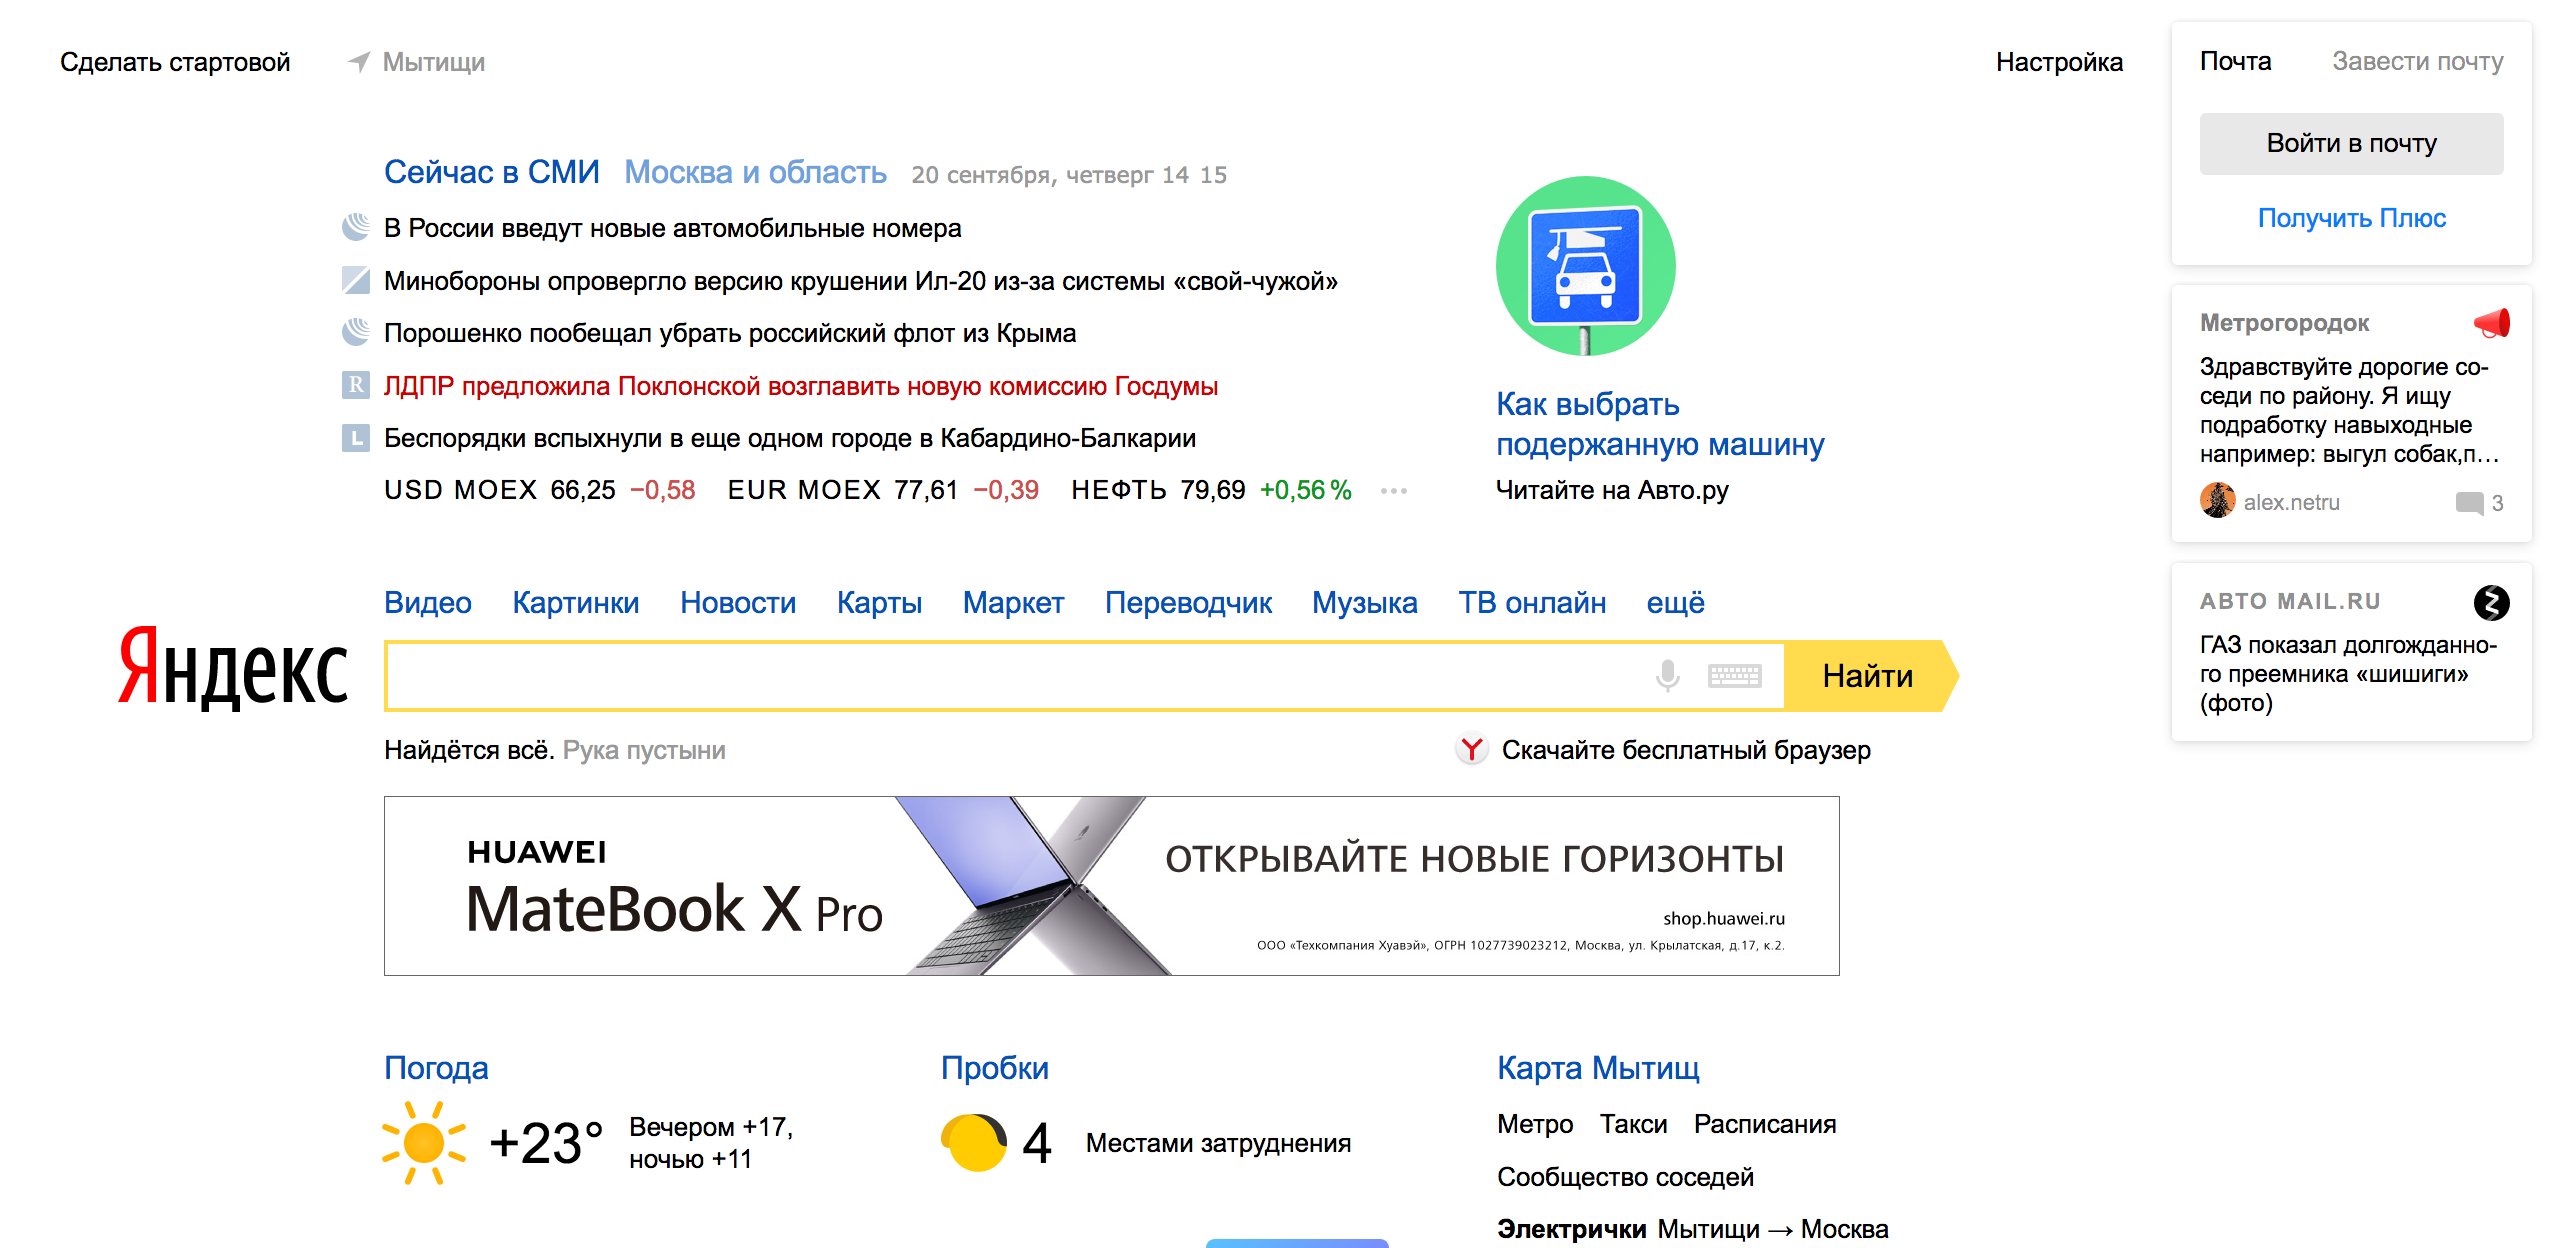 Сделать стартовой
Мытищи
Настройка
Почта Завести почту
Войти в почту
Получить Плюс
Сейчас в СМИ Москва и область 20 сентября, четверг 14 15
В России введут новые автомобильные номера
Минобороны опровергло версию крушении Ил-20 из-за системы «свой-чужой»
Порошенко пообещал убрать российский флот из Крыма
R ЛДПР предложила Поклонской возглавить новую комиссию Госдумы
L Беспорядки вспыхнули в еще одном городе в Кабардино-Балкарии
USD MOEX 66,25 −0,58 EUR MOEX 77,61 −0,39 НЕФТЬ 79,69 +0,56 %
Как выбрать
подержанную машину
Читайте на Авто.ру
Метрогородок
Здравствуйте дорогие со-
седи по району. Я ищу
подработку навыходные
например: выгул собак,п...
alex.netru 3
АВТО MAIL.RU
ГАЗ показал долгожданно-
го преемника «шишиги»
(фото)
Видео Картинки Новости Карты Маркет Переводчик Музыка ТВ онлайн ещё
Яндекс
Найти
Найдётся всё. Рука пустыни
Скачайте бесплатный браузер
HUAWEI
MateBook X Pro
ОТКРЫВАЙТЕ НОВЫЕ ГОРИЗОНТЫ
shop.huawei.ru
ООО «Техкомпания Хуавэй», ОГРН 1027739023212, Москва, ул. Крылатская, д.17, к.2.
Погода
+23°
Вечером +17,
ночью +11
Пробки
4 Местами затруднения
Карта Мытищ
Метро Такси Расписания
Сообщество соседей
Электрички Мытищи → Москва